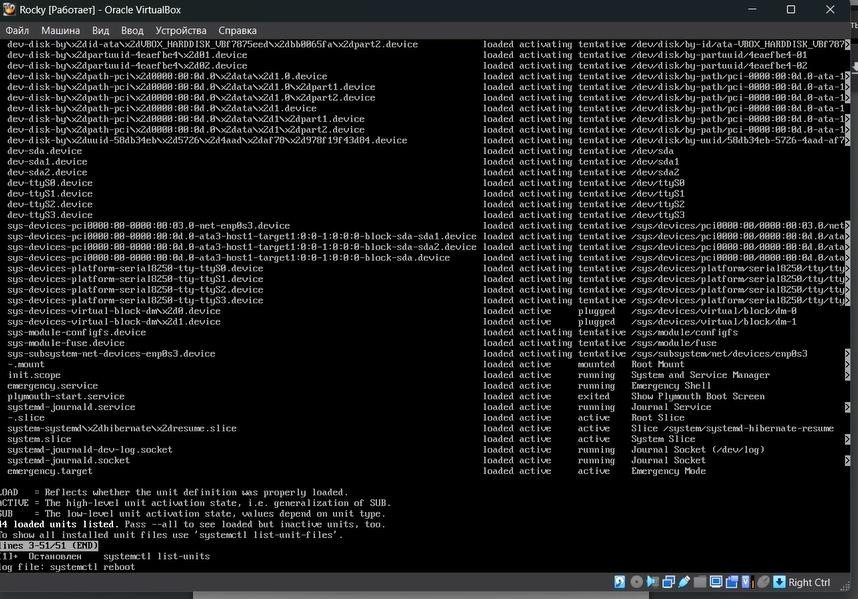 Rocky [Работает] - Oracle VirtualBox
Файл Машина Вид Ввод Устройства Справка
dev-disk-by\x2did-ata\x2dVBOX_HARDDISK_VBf7875eed\x2dbb0065fa\x2dpart2.device loaded activating tentative /dev/disk/by-id/ata-VBOX_HARDDISK_VBf787>
dev-disk-by\x2dpartuuid-4eaefbe4\x2d01.device loaded activating tentative /dev/disk/by-partuuid/4eaefbe4-01
dev-disk-by\x2dpartuuid-4eaefbe4\x2d02.device loaded activating tentative /dev/disk/by-partuuid/4eaefbe4-02
dev-disk-by\x2dpath-pci\x2d0000:00:0d.0\x2data\x2d1.0.device loaded activating tentative /dev/disk/by-path/pci-0000:00:0d.0-ata-1>
dev-disk-by\x2dpath-pci\x2d0000:00:0d.0\x2data\x2d1.0\x2dpart1.device loaded activating tentative /dev/disk/by-path/pci-0000:00:0d.0-ata-1>
dev-disk-by\x2dpath-pci\x2d0000:00:0d.0\x2data\x2d1.0\x2dpart2.device loaded activating tentative /dev/disk/by-path/pci-0000:00:0d.0-ata-1>
dev-disk-by\x2dpath-pci\x2d0000:00:0d.0\x2data\x2d1.device loaded activating tentative /dev/disk/by-path/pci-0000:00:0d.0-ata-1
dev-disk-by\x2dpath-pci\x2d0000:00:0d.0\x2data\x2d1\x2dpart1.device loaded activating tentative /dev/disk/by-path/pci-0000:00:0d.0-ata-1>
dev-disk-by\x2dpath-pci\x2d0000:00:0d.0\x2data\x2d1\x2dpart2.device loaded activating tentative /dev/disk/by-path/pci-0000:00:0d.0-ata-1>
dev-disk-by\x2duuid-58db34eb\x2d5726\x2d4aad\x2daf78\x2d978f19f43d84.device loaded activating tentative /dev/disk/by-uuid/58db34eb-5726-4aad-af7>
dev-sda.device loaded activating tentative /dev/sda
dev-sda1.device loaded activating tentative /dev/sda1
dev-sda2.device loaded activating tentative /dev/sda2
dev-ttyS0.device loaded activating tentative /dev/ttyS0
dev-ttyS1.device loaded activating tentative /dev/ttyS1
dev-ttyS2.device loaded activating tentative /dev/ttyS2
dev-ttyS3.device loaded activating tentative /dev/ttyS3
sys-devices-pci0000:00-0000:00:03.0-net-enp0s3.device loaded activating tentative /sys/devices/pci0000:00/0000:00:03.0/net>
sys-devices-pci0000:00-0000:00:0d.0-ata3-host1-target1:0:0-1:0:0:0-block-sda-sda1.device loaded activating tentative /sys/devices/pci0000:00/0000:00:0d.0/ata>
sys-devices-pci0000:00-0000:00:0d.0-ata3-host1-target1:0:0-1:0:0:0-block-sda-sda2.device loaded activating tentative /sys/devices/pci0000:00/0000:00:0d.0/ata>
sys-devices-pci0000:00-0000:00:0d.0-ata3-host1-target1:0:0-1:0:0:0-block-sda.device loaded activating tentative /sys/devices/pci0000:00/0000:00:0d.0/ata>
sys-devices-platform-serial8250-tty-ttyS0.device loaded activating tentative /sys/devices/platform/serial8250/tty/tty>
sys-devices-platform-serial8250-tty-ttyS1.device loaded activating tentative /sys/devices/platform/serial8250/tty/tty>
sys-devices-platform-serial8250-tty-ttyS2.device loaded activating tentative /sys/devices/platform/serial8250/tty/tty>
sys-devices-platform-serial8250-tty-ttyS3.device loaded activating tentative /sys/devices/platform/serial8250/tty/tty>
sys-devices-virtual-block-dm\x2d0.device loaded active plugged /sys/devices/virtual/block/dm-0
sys-devices-virtual-block-dm\x2d1.device loaded active plugged /sys/devices/virtual/block/dm-1
sys-module-configfs.device loaded activating tentative /sys/module/configfs
sys-module-fuse.device loaded activating tentative /sys/module/fuse
sys-subsystem-net-devices-enp0s3.device loaded activating tentative /sys/subsystem/net/devices/enp0s3 >
-.mount loaded active mounted Root Mount >
init.scope loaded active running System and Service Manager >
emergency.service loaded active running Emergency Shell
plymouth-start.service loaded active exited Show Plymouth Boot Screen
systemd-journald.service loaded active running Journal Service >
-.slice loaded active active Root Slice
system-systemd\x2dhibernate\x2dresume.slice loaded active active Slice /system/systemd-hibernate-resume
system.slice loaded active active System Slice >
systemd-journald-dev-log.socket loaded active running Journal Socket (/dev/log)
systemd-journald.socket loaded active running Journal Socket >
emergency.target loaded active active Emergency Mode
LOAD = Reflects whether the unit definition was properly loaded.
ACTIVE = The high-level unit activation state, i.e. generalization of SUB.
SUB = The low-level unit activation state, values depend on unit type.
44 loaded units listed. Pass --all to see loaded but inactive units, too.
To show all installed unit files use 'systemctl list-unit-files'.
lines 3-51/51 (END)
[1]+ Остановлен systemctl list-units
log file: systemctl reboot
Right Ctrl